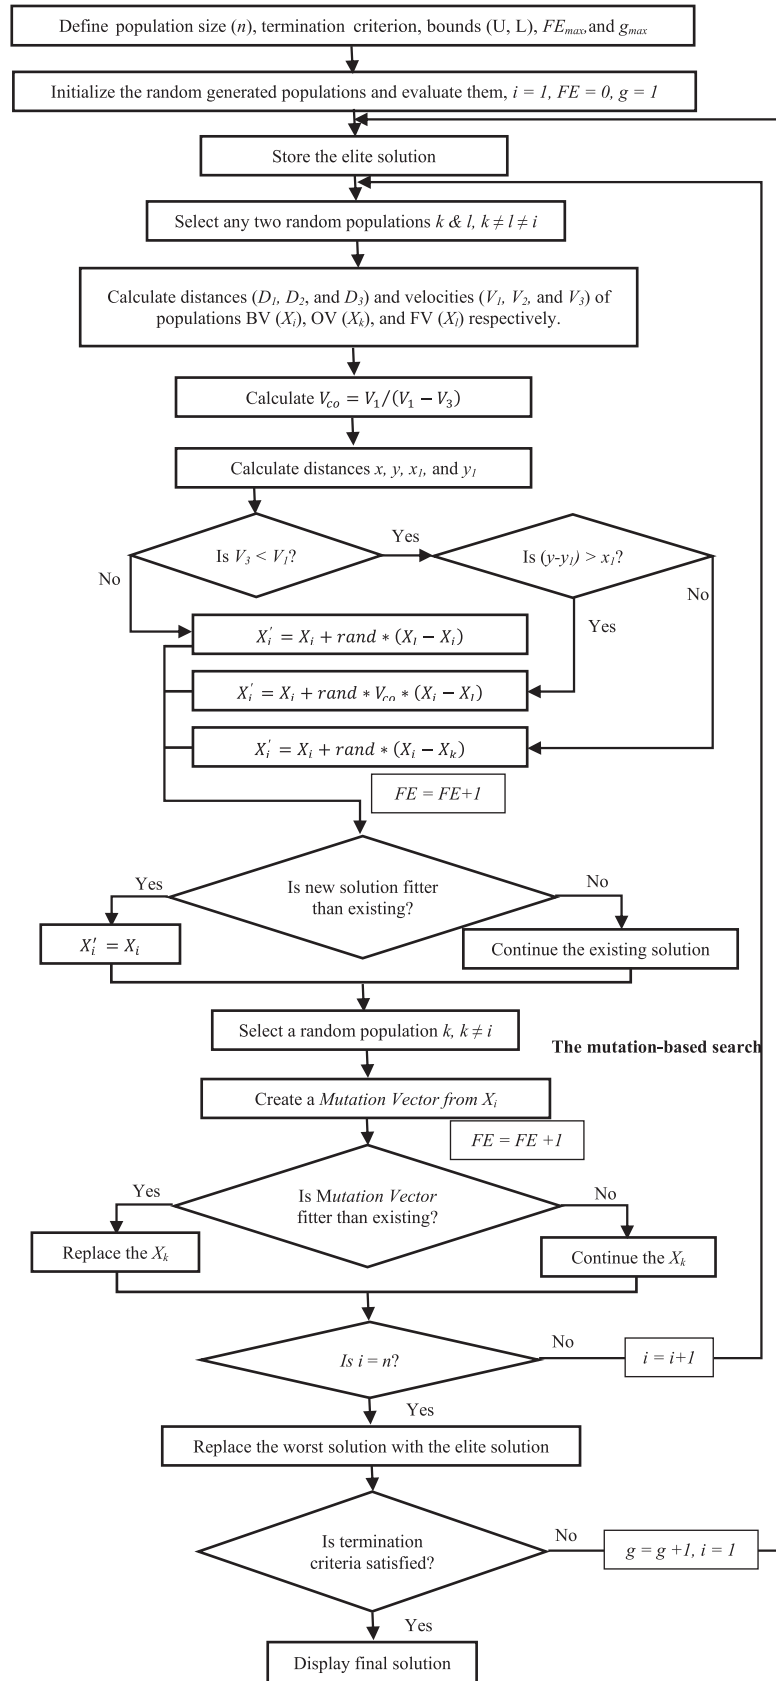 Define population size (n), termination criterion, bounds (U, L), FEmax, and gmax
Initialize the random generated populations and evaluate them, i = 1, FE = 0, g = 1
Store the elite solution
Select any two random populations k & l, k ≠ l ≠ i
Calculate distances (D1, D2, and D3) and velocities (V1, V2, and V3) of
populations BV (Xi), OV (Xk), and FV (Xl) respectively.
Calculate Vco = V1/(V1 − V3)
Calculate distances x, y, x1, and y1
Is V3 < V1?
Yes
Is (y-y1) > x1?
No
No
Yes
Xi′ = Xi + rand ∗ (Xl − Xi)
Xi′ = Xi + rand ∗ Vco ∗ (Xi − Xl)
Xi′ = Xi + rand ∗ (Xi − Xk)
FE = FE+1
Is new solution fitter
than existing?
Yes
No
Xi′ = Xi
Continue the existing solution
Select a random population k, k ≠ i
The mutation-based search
Create a Mutation Vector from Xi
FE = FE +1
Is Mutation Vector
fitter than existing?
Yes
No
Replace the Xk
Continue the Xk
Is i = n?
No
i = i+1
Yes
Replace the worst solution with the elite solution
Is termination
criteria satisfied?
No
g = g +1, i = 1
Yes
Display final solution